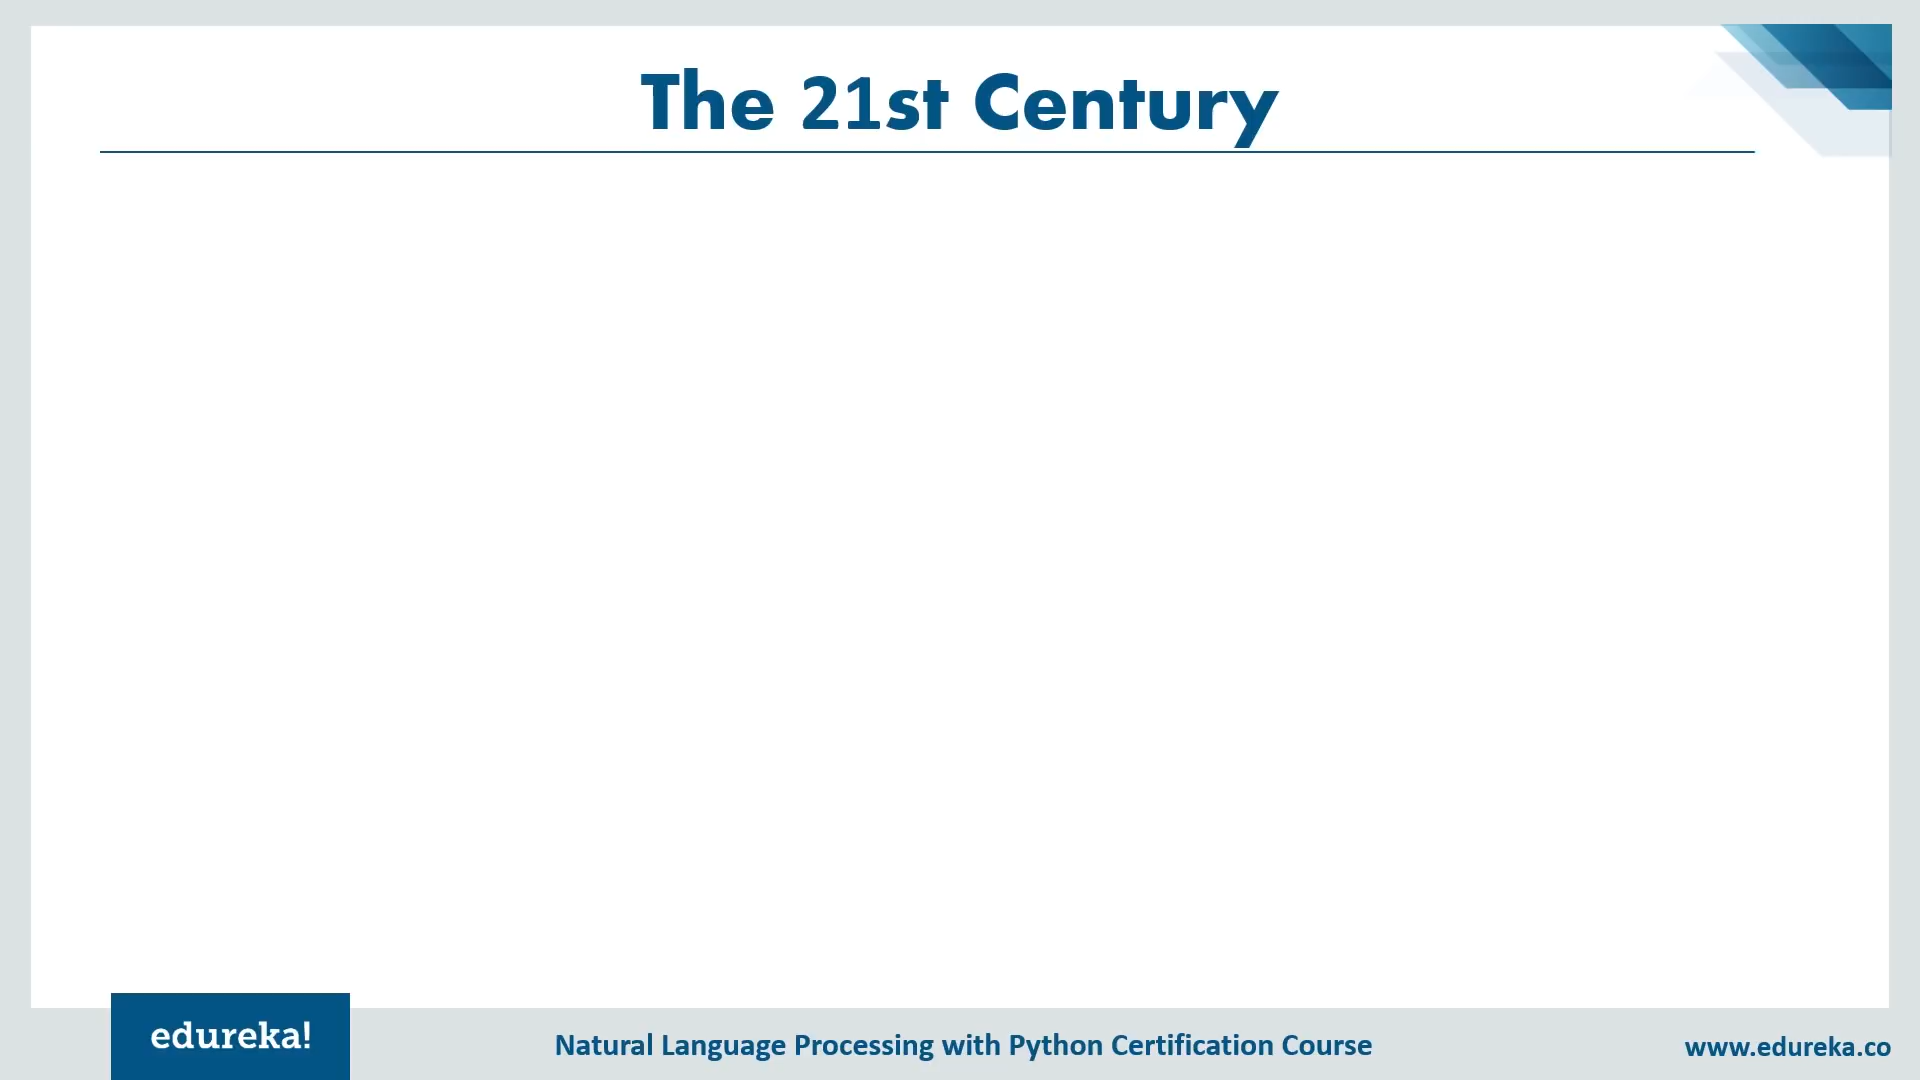 The 21st Century
edureka!
Natural Language Processing with Python Certification Course
www.edureka.co